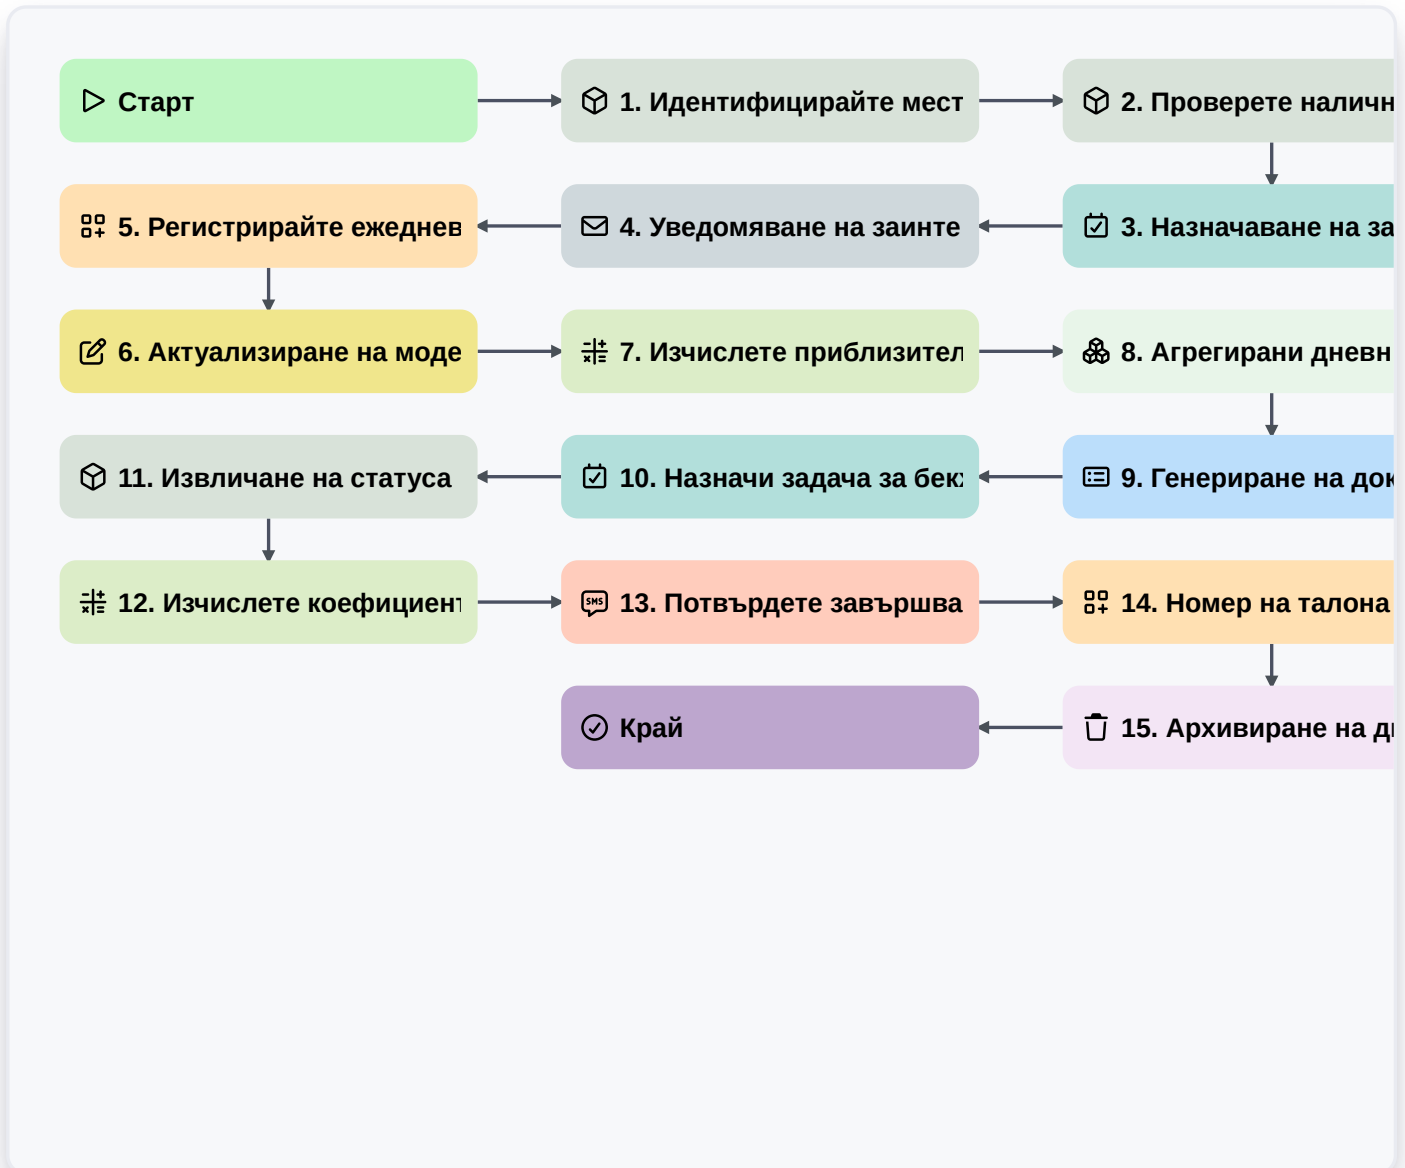 Старт
1. Идентифицирайте мест
2. Проверете наличн
5. Регистрирайте ежеднев
4. Уведомяване на заинте
3. Назначаване на за
6. Актуализиране на моде
7. Изчислете приблизител
8. Агрегирани дневн
11. Извличане на статуса
10. Назначи задача за бек
9. Генериране на док
12. Изчислете коефициент
13. Потвърдете завършва
14. Номер на талона
Край
15. Архивиране на